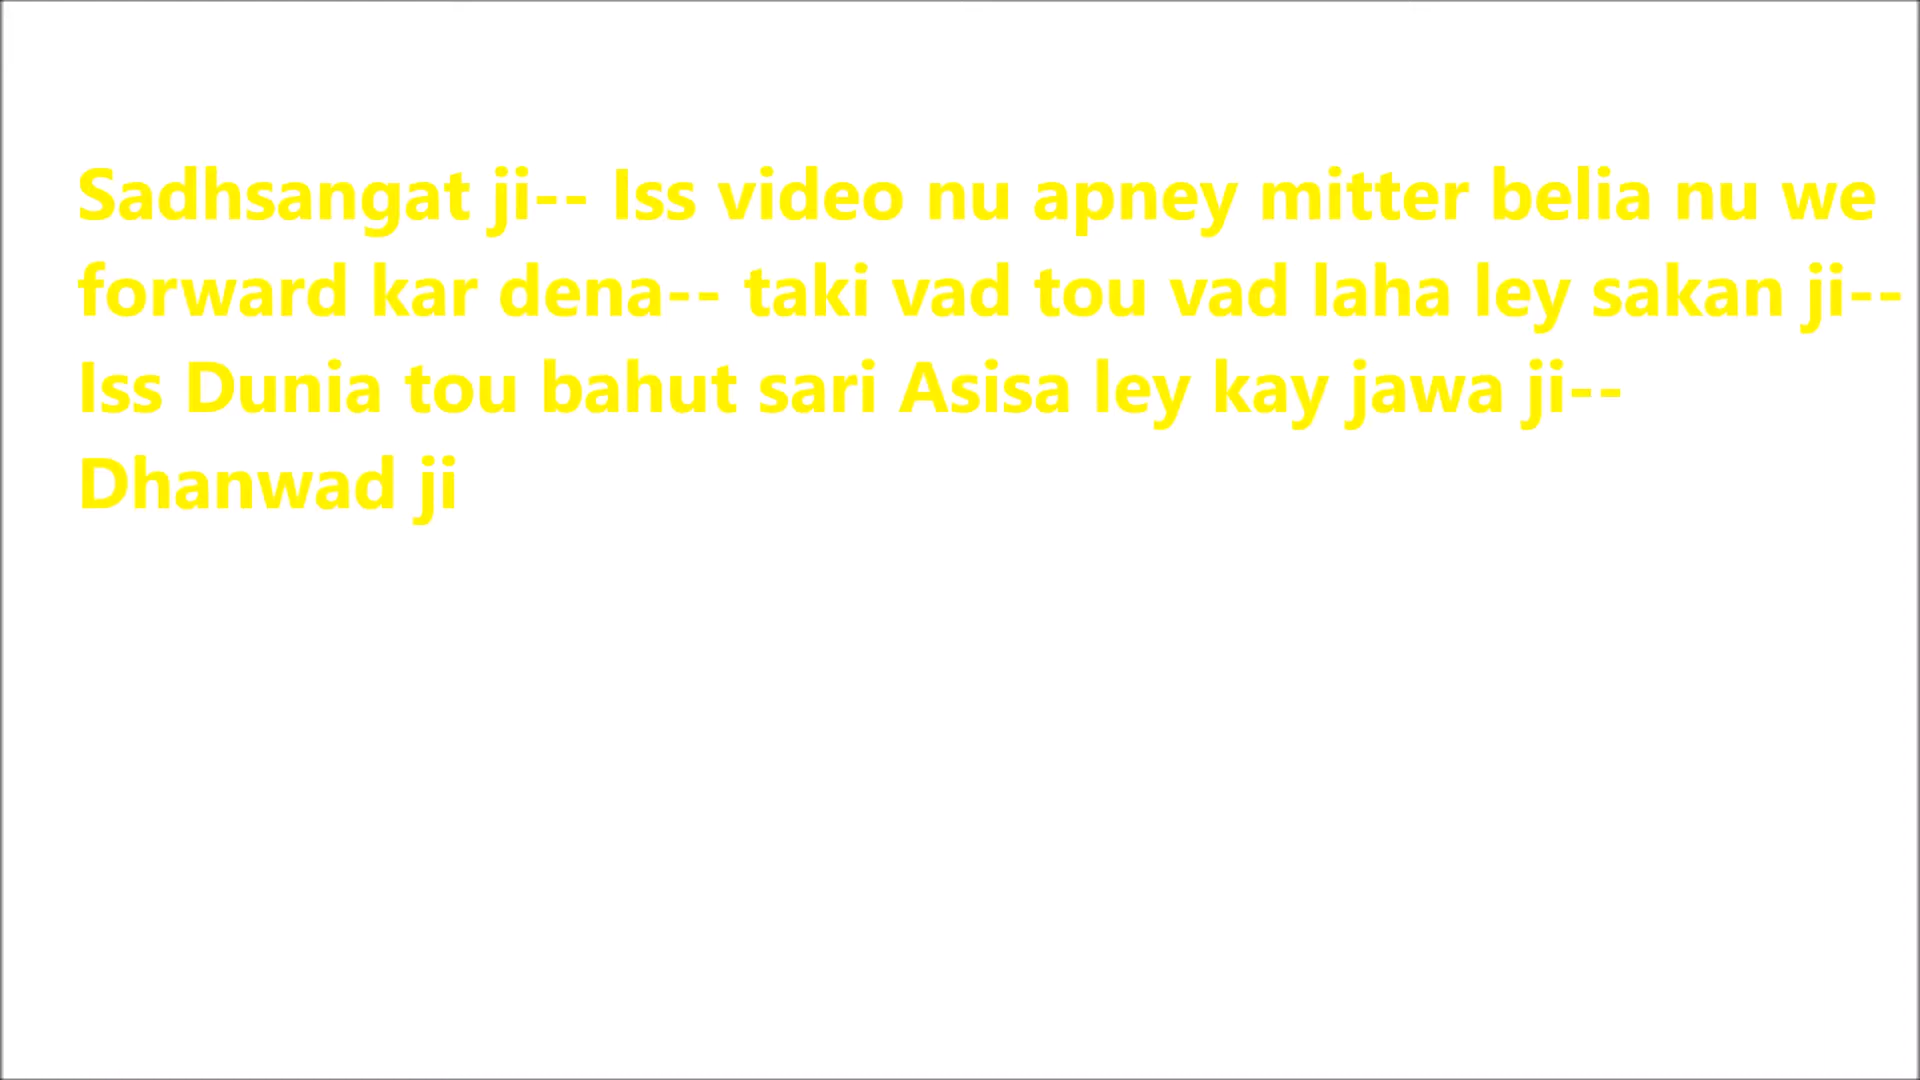 Sadhsangat ji-- Iss video nu apney mitter belia nu we
forward kar dena-- taki vad tou vad laha ley sakan ji--
Iss Dunia tou bahut sari Asisa ley kay jawa ji--
Dhanwad ji